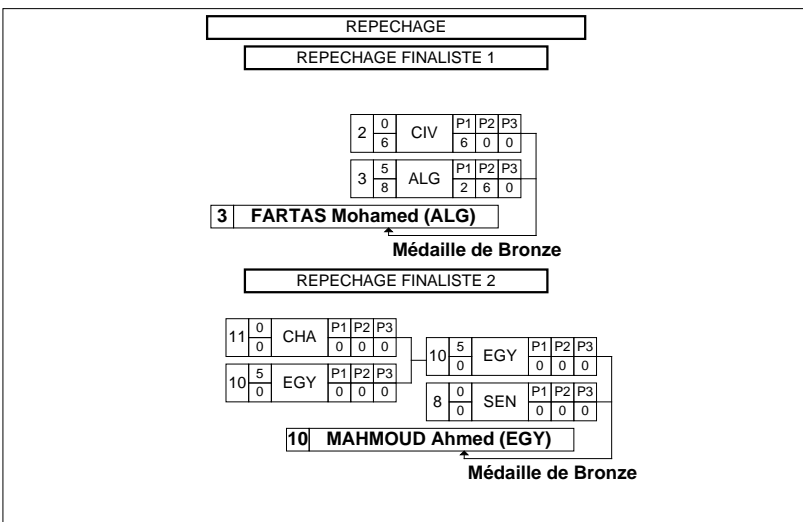 REPECHAGE
REPECHAGE FINALISTE 1
2 0 CIV P1 P2 P3
6 6 0 0
3 5 ALG P1 P2 P3
8 2 6 0
3 FARTAS Mohamed (ALG)
Médaille de Bronze
REPECHAGE FINALISTE 2
11 0 CHA P1 P2 P3
0 0 0 0
10 5 EGY P1 P2 P3
0 0 0 0
10 5 EGY P1 P2 P3
0 0 0 0
8 0 SEN P1 P2 P3
0 0 0 0
10 MAHMOUD Ahmed (EGY)
Médaille de Bronze